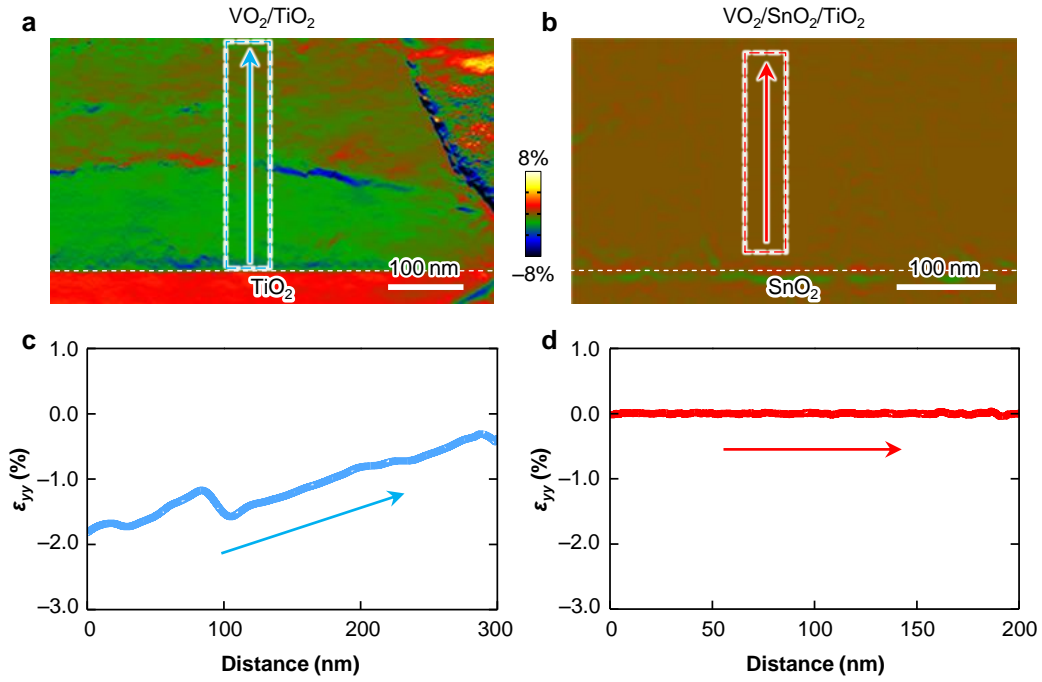 a
VO₂/TiO₂
TiO₂
100 nm
8%
–8%
b
VO₂/SnO₂/TiO₂
SnO₂
100 nm
c
1.0
0.0
–1.0
–2.0
–3.0
εyy (%)
0 100 200 300
Distance (nm)
d
1.0
0.0
–1.0
–2.0
–3.0
εyy (%)
0 50 100 150 200
Distance (nm)